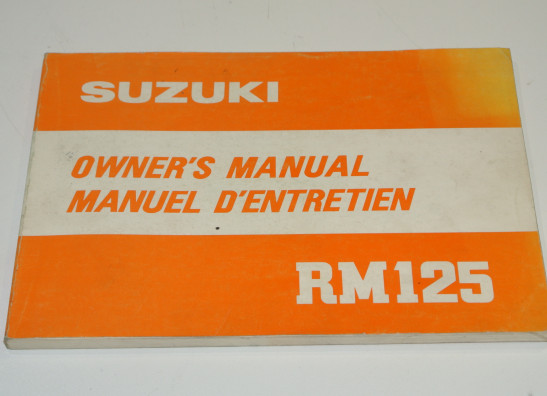 SUZUKI
OWNER'S MANUAL
MANUEL D'ENTRETIEN
RM125